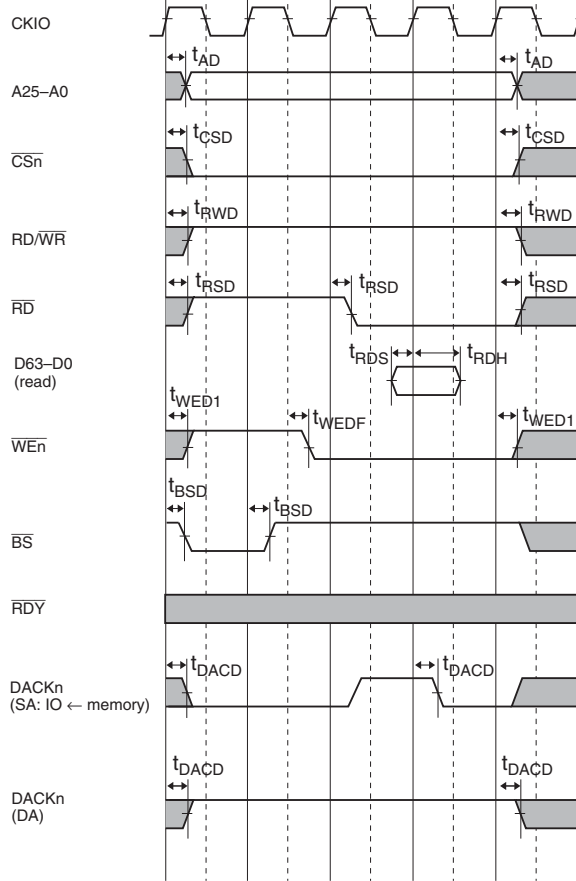 CKIO
tAD tAD
A25–A0
tCSD tCSD
CSn
tRWD tRWD
RD/WR
tRSD tRSD tRSD
RD
D63–D0
(read)
tRDS tRDH
tWED1 tWEDF tWED1
WEn
tBSD tBSD
BS
RDY
tDACD tDACD
DACKn
(SA: IO ← memory)
tDACD tDACD
DACKn
(DA)